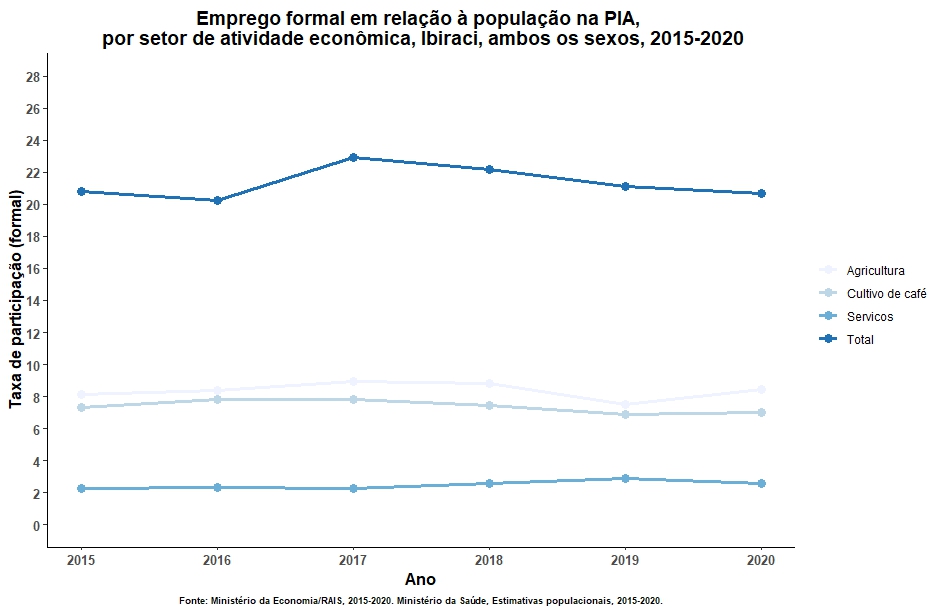 Emprego formal em relação à população na PIA,
por setor de atividade econômica, Ibiraci, ambos os sexos, 2015-2020
Taxa de participação (formal)
28
26
24
22
20
18
16
14
12
10
8
6
4
2
0
2015 2016 2017 2018 2019 2020
Ano
Agricultura
Cultivo de café
Servicos
Total
Fonte: Ministério da Economia/RAIS, 2015-2020. Ministério da Saúde, Estimativas populacionais, 2015-2020.